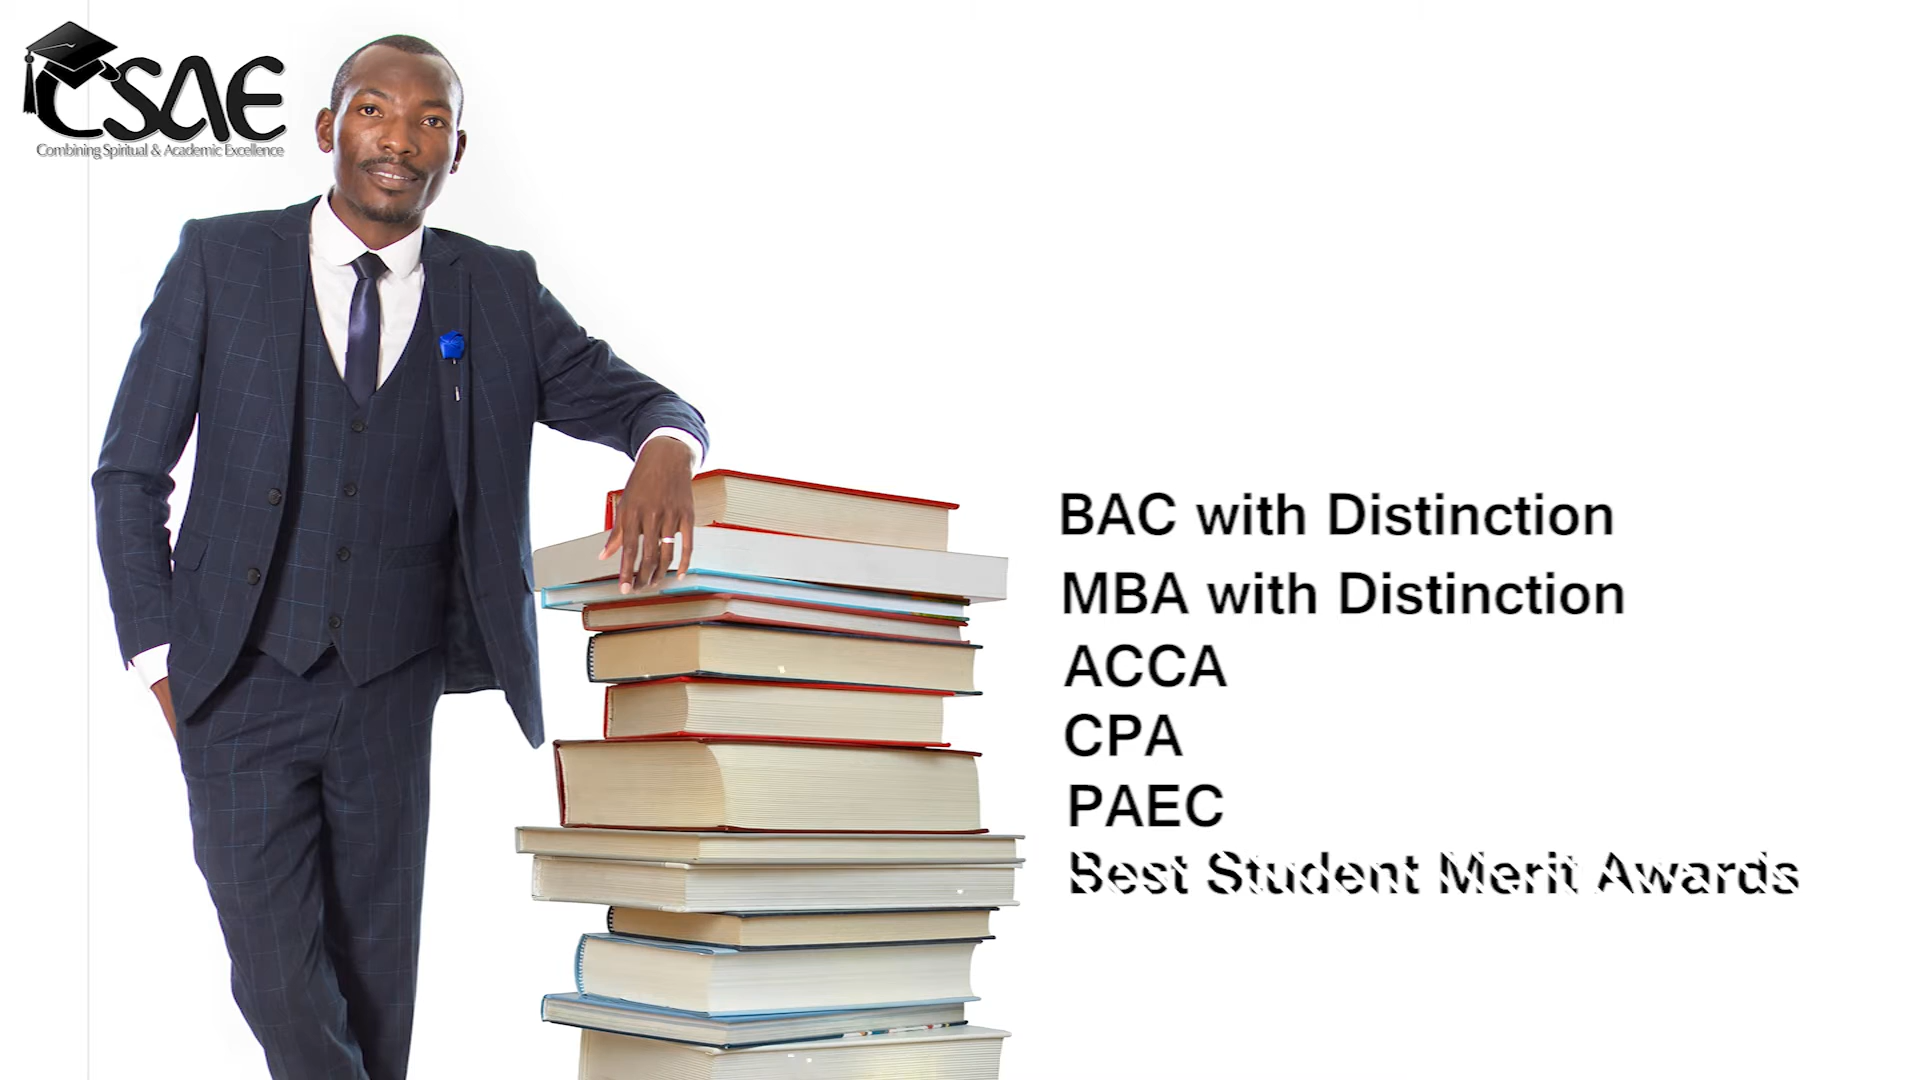 CSAE
Combining Spiritual & Academic Excellence
BAC with Distinction
MBA with Distinction
ACCA
CPA
PAEC
Best Student Merit Awards